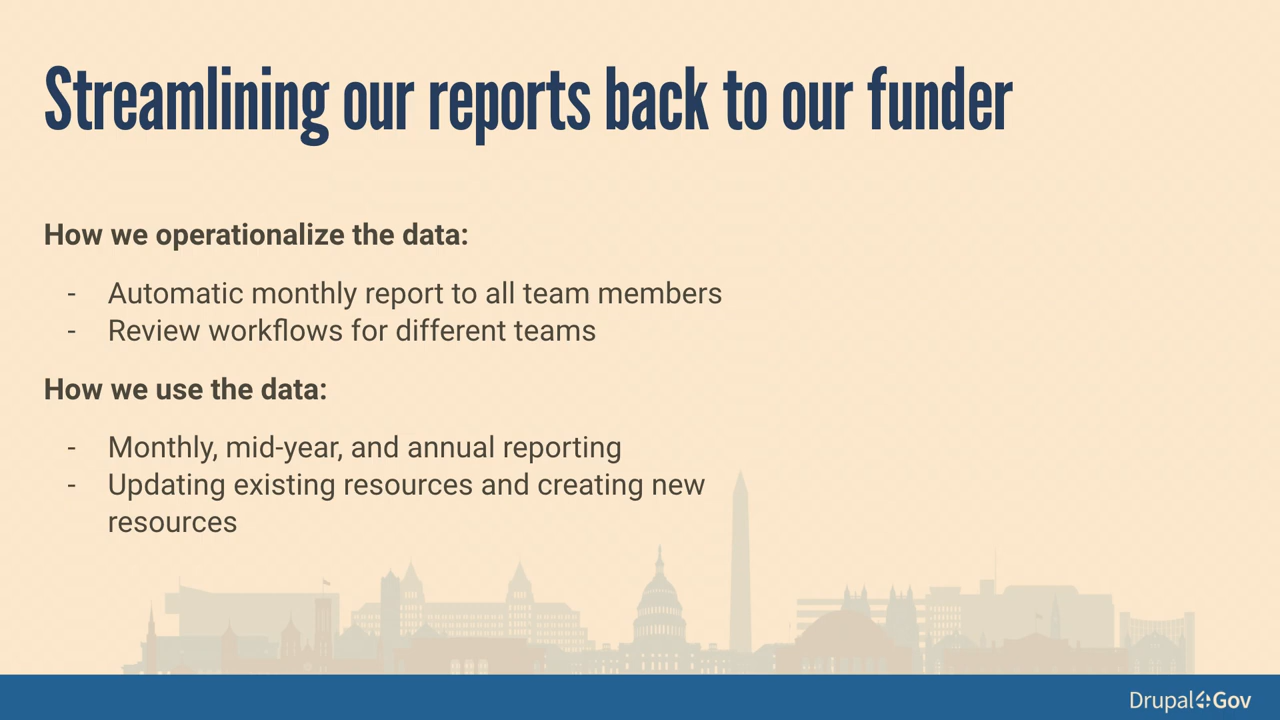 Streamlining our reports back to our funder
How we operationalize the data:
- Automatic monthly report to all team members
- Review workflows for different teams
How we use the data:
- Monthly, mid-year, and annual reporting
- Updating existing resources and creating new
resources
Drupal4Gov